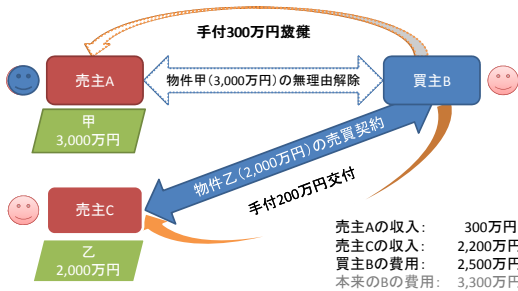 手付300万円放棄
売主A
物件甲（3,000万円）の無理由解除
買主B
甲
3,000万円
物件乙（2,000万円）の売買契約
手付200万円交付
売主C
乙
2,000万円
売主Aの収入： 300万円
売主Cの収入： 2,200万円
買主Bの費用： 2,500万円
本来のBの費用： 3,300万円